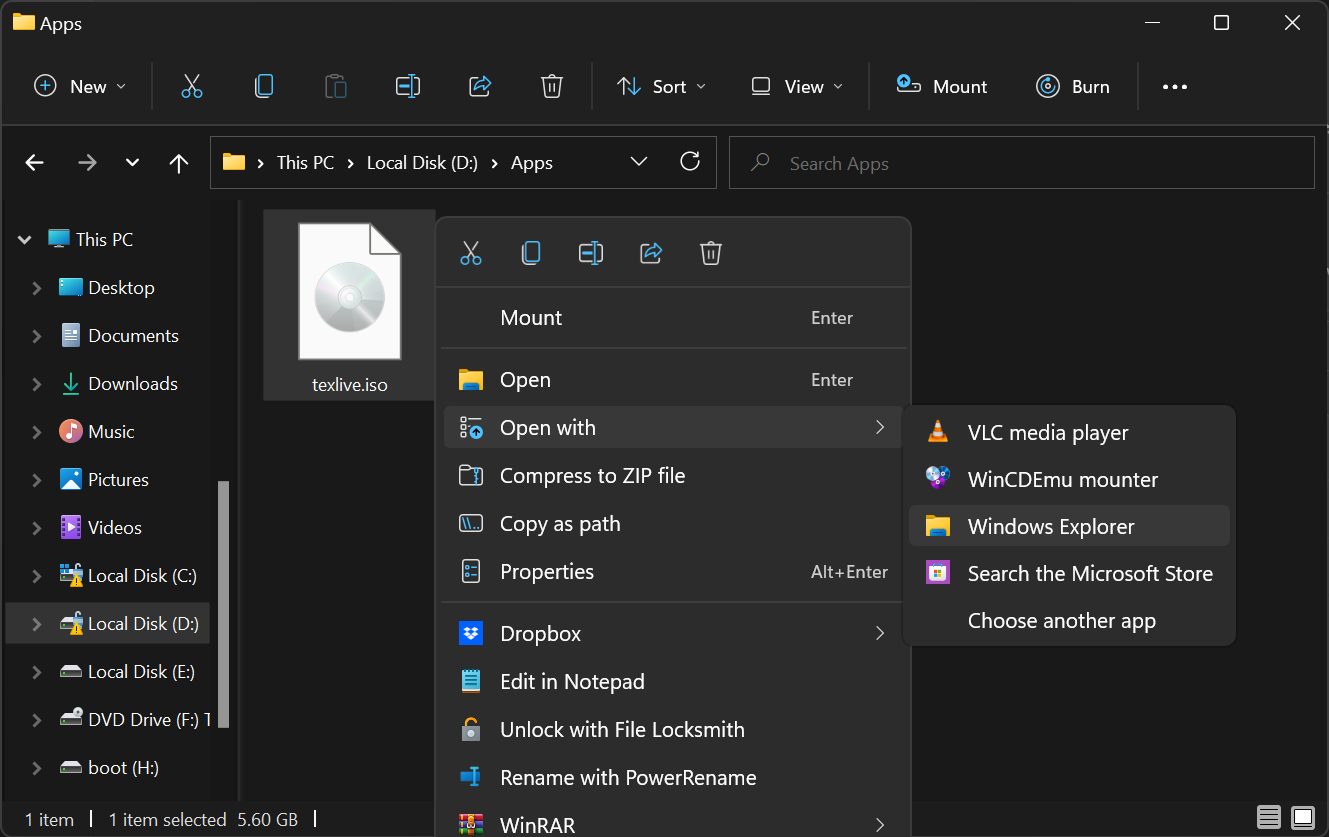 Apps
New
Sort
View
Mount
Burn
This PC
Local Disk (D:)
Apps
Search Apps
This PC
Desktop
Documents
Downloads
Music
Pictures
Videos
Local Disk (C:)
Local Disk (D:)
Local Disk (E:)
DVD Drive (F:) T
boot (H:)
texlive.iso
Mount Enter
Open Enter
Open with
Compress to ZIP file
Copy as path
Properties Alt+Enter
Dropbox
Edit in Notepad
Unlock with File Locksmith
Rename with PowerRename
WinRAR
VLC media player
WinCDEmu mounter
Windows Explorer
Search the Microsoft Store
Choose another app
1 item
1 item selected 5.60 GB